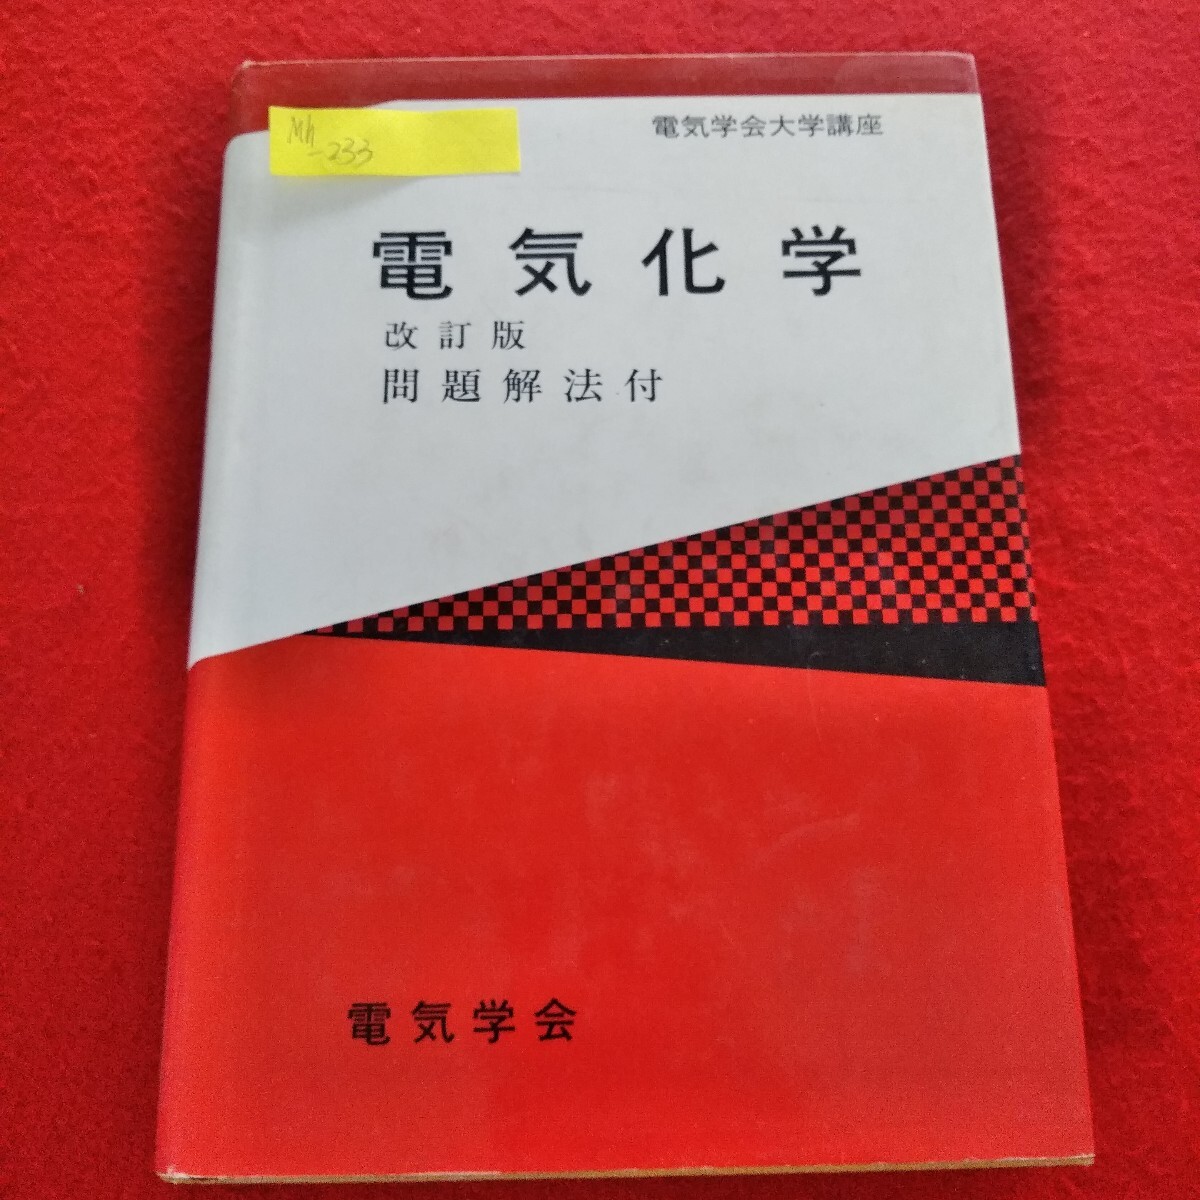 Mh
-233
電気学会大学講座
電気化学
改訂版
問題解法付
電気学会